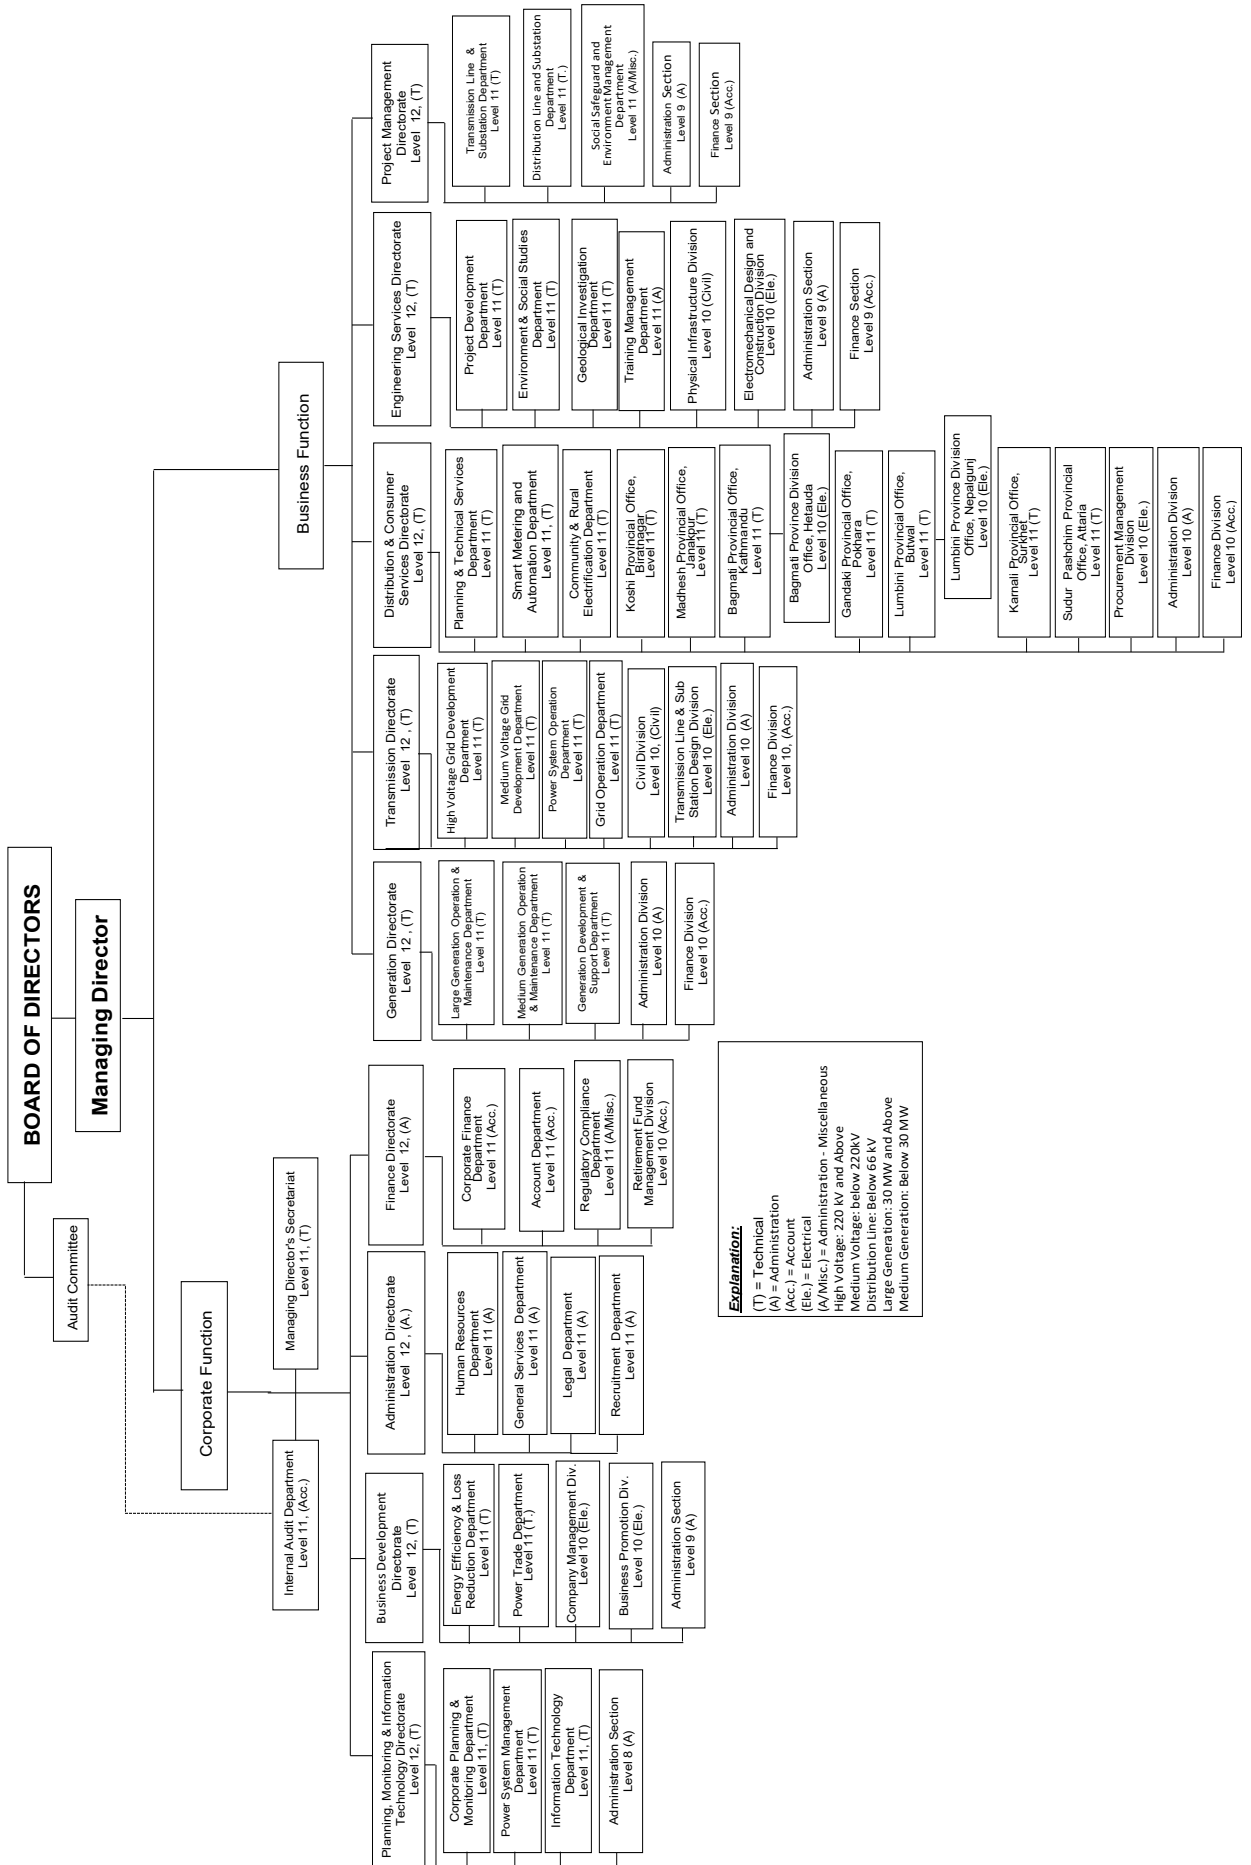 BOARD OF DIRECTORS
Audit Committee
Managing Director
Corporate Function
Business Function
Internal Audit Department
Level 11, (Acc.)
Managing Director's Secretariat
Level 11, (T)
Planning, Monitoring & Information
Technology Directorate
Level 12, (T)
Corporate Planning &
Monitoring Department
Level 11, (T)
Power System Management
Department
Level 11 (T)
Information Technology
Department
Level 11, (T)
Administration Section
Level 8 (A)
Business Development
Directorate
Level 12, (T)
Energy Efficiency & Loss
Reduction Department
Level 11 (T)
Power Trade Department
Level 11 (T.)
Company Management Div.
Level 10 (Ele.)
Business Promotion Div.
Level 10 (Ele.)
Administration Section
Level 9 (A)
Administration Directorate
Level 12 , (A.)
Human Resources
Department
Level 11 (A)
General Services Department
Level 11 (A)
Legal Department
Level 11 (A)
Recruitment Department
Level 11 (A)
Finance Directorate
Level 12, (A)
Corporate Finance
Department
Level 11 (Acc.)
Account Department
Level 11 (Acc.)
Regulatory Compliance
Department
Level 11 (A/Misc.)
Retirement Fund
Management Division
Level 10 (Acc.)
Generation Directorate
Level 12 , (T)
Large Generation Operation &
Maintenance Department
Level 11 (T)
Medium Generation Operation
& Maintenance Department
Level 11 (T)
Generation Development &
Support Department
Level 11 (T)
Administration Division
Level 10 (A)
Finance Division
Level 10 (Acc.)
Transmission Directorate
Level 12 , (T)
High Voltage Grid Development
Department
Level 11 (T)
Medium Voltage Grid
Development Department
Level 11 (T)
Power System Operation
Department
Level 11 (T)
Grid Operation Department
Level 11 (T)
Civil Division
Level 10, (Civil)
Transmission Line & Sub
Station Design Division
Level 10 (Ele.)
Administration Division
Level 10 (A)
Finance Division
Level 10, (Acc.)
Distribution & Consumer
Services Directorate
Level 12, (T)
Planning & Technical Services
Department
Level 11 (T)
Smart Metering and
Automation Department
Level 11, (T)
Community & Rural
Electrification Department
Level 11 (T)
Koshi Provincial Office,
Biratnagar
Level 11 (T)
Madhesh Provincial Office,
Janakpur
Level 11 (T)
Bagmati Provincial Office,
Kathmandu
Level 11 (T)
Bagmati Province Division
Office, Hetauda
Level 10 (Ele.)
Gandaki Provincial Office,
Pokhara
Level 11 (T)
Lumbini Provincial Office,
Butwal
Level 11 (T)
Lumbini Province Division
Office, Nepalgunj
Level 10 (Ele.)
Karnali Provincial Office,
Surkhet
Level 11 (T)
Sudur Pashchim Provincial
Office, Attaria
Level 11 (T)
Procurement Management
Division
Level 10 (Ele.)
Administration Division
Level 10 (A)
Finance Division
Level 10 (Acc.)
Engineering Services Directorate
Level 12, (T)
Project Development
Department
Level 11 (T)
Environment & Social Studies
Department
Level 11 (T)
Geological Investigation
Department
Level 11 (T)
Training Management
Department
Level 11 (A)
Physical Infrastructure Division
Level 10 (Civil)
Electromechanical Design and
Construction Division
Level 10 (Ele.)
Administration Section
Level 9 (A)
Finance Section
Level 9 (Acc.)
Project Management
Directorate
Level 12, (T)
Transmission Line &
Substation Department
Level 11 (T)
Distribution Line and Substation
Department
Level 11 (T.)
Social Safeguard and
Environment Management
Department
Level 11 (A/Misc.)
Administration Section
Level 9 (A)
Finance Section
Level 9 (Acc.)
Explanation:
(T) = Technical
(A) = Administration
(Acc.) = Account
(Ele.) = Electrical
(A/Misc.) = Administration - Miscellaneous
High Voltage: 220 kV and Above
Medium Voltage: below 220kV
Distribution Line: Below 66 kV
Large Generation: 30 MW and Above
Medium Generation: Below 30 MW